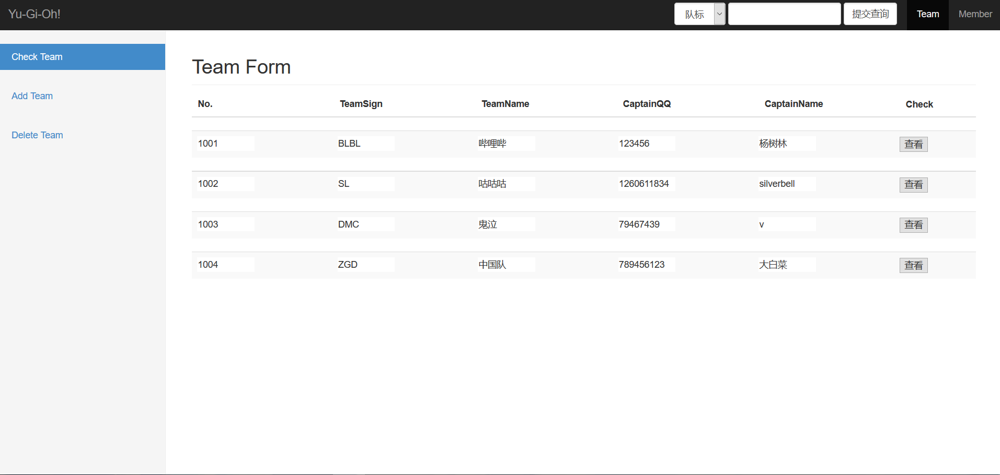 Yu-Gi-Oh! 队标 提交查询 Team Member
Check Team
Add Team
Delete Team
Team Form
No. TeamSign TeamName CaptainQQ CaptainName Check
1001 BLBL 哔哩哔 123456 杨树林 查看
1002 SL 咕咕咕 1260611834 silverbell 查看
1003 DMC 鬼泣 79467439 v 查看
1004 ZGD 中国队 789456123 大白菜 查看